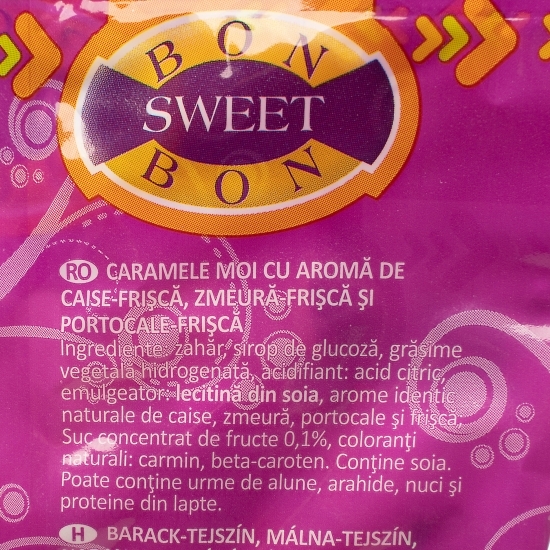 BON
SWEET
BON
RO CARAMELE MOI CU AROMĂ DE
CAISE-FRIŞCĂ, ZMEURĂ-FRIŞCĂ ŞI
PORTOCALE-FRIŞCĂ
Ingrediente: zahăr, sirop de glucoză, grăsime
vegetală hidrogenată, acidifiant: acid citric,
emulgeator: lecitină din soia, arome identic
naturale de caise, zmeură, portocale şi frişcă.
Suc concentrat de fructe 0,1%, coloranţi
naturali: carmin, beta-caroten. Conţine soia.
Poate conţine urme de alune, arahide, nuci şi
proteine din lapte.
H BARACK-TEJSZÍN, MÁLNA-TEJSZÍN,